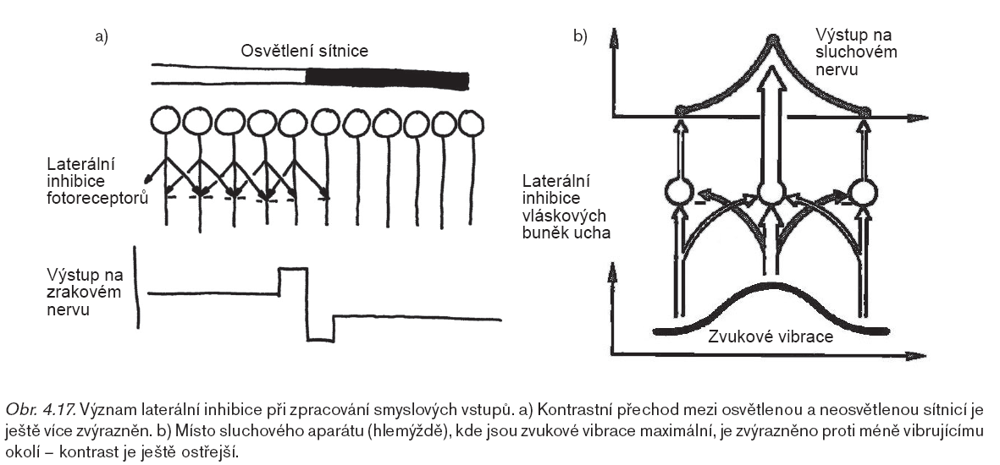 a)
Osvětlení sítnice
Laterální
inhibice
fotoreceptorů
Výstup na
zrakovém
nervu
b)
Výstup na
sluchovém
nervu
Laterální
inhibice
vláskových
buněk ucha
Zvukové vibrace
Obr. 4.17. Význam laterální inhibice při zpracování smyslových vstupů. a) Kontrastní přechod mezi osvětlenou a neosvětlenou sítnicí je
ještě více zvýrazněn. b) Místo sluchového aparátu (hlemýždě), kde jsou zvukové vibrace maximální, je zvýrazněno proti méně vibrujícímu
okolí – kontrast je ještě ostřejší.